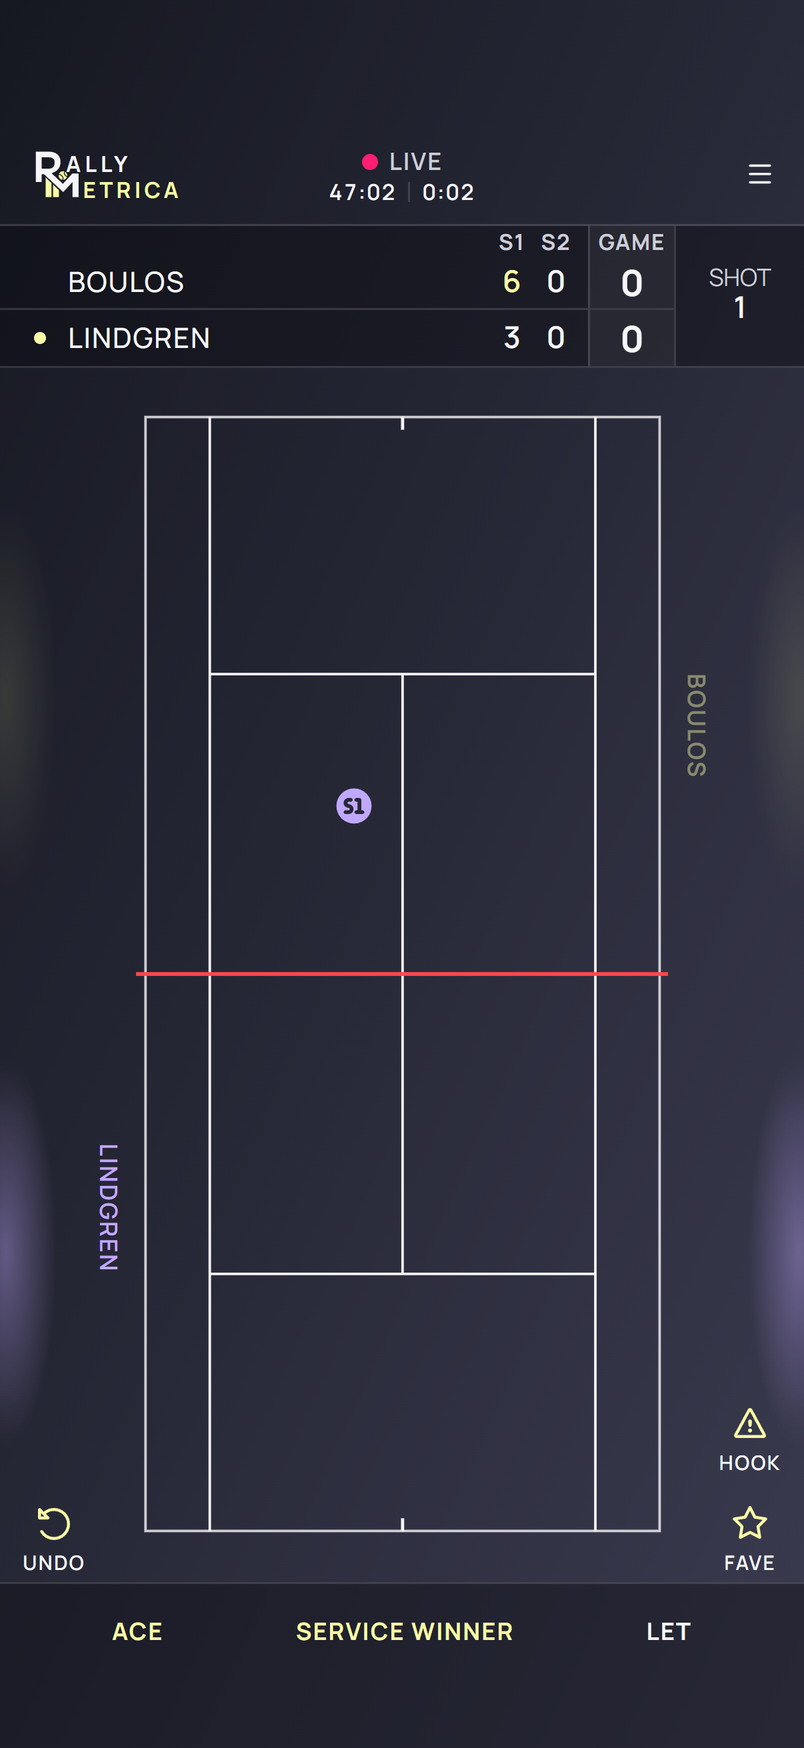 RALLY
METRICA
LIVE
47:02 | 0:02
S1 S2 GAME
BOULOS 6 0 0
LINDGREN 3 0 0
SHOT
1
BOULOS
S1
LINDGREN
HOOK
UNDO
FAVE
ACE
SERVICE WINNER
LET